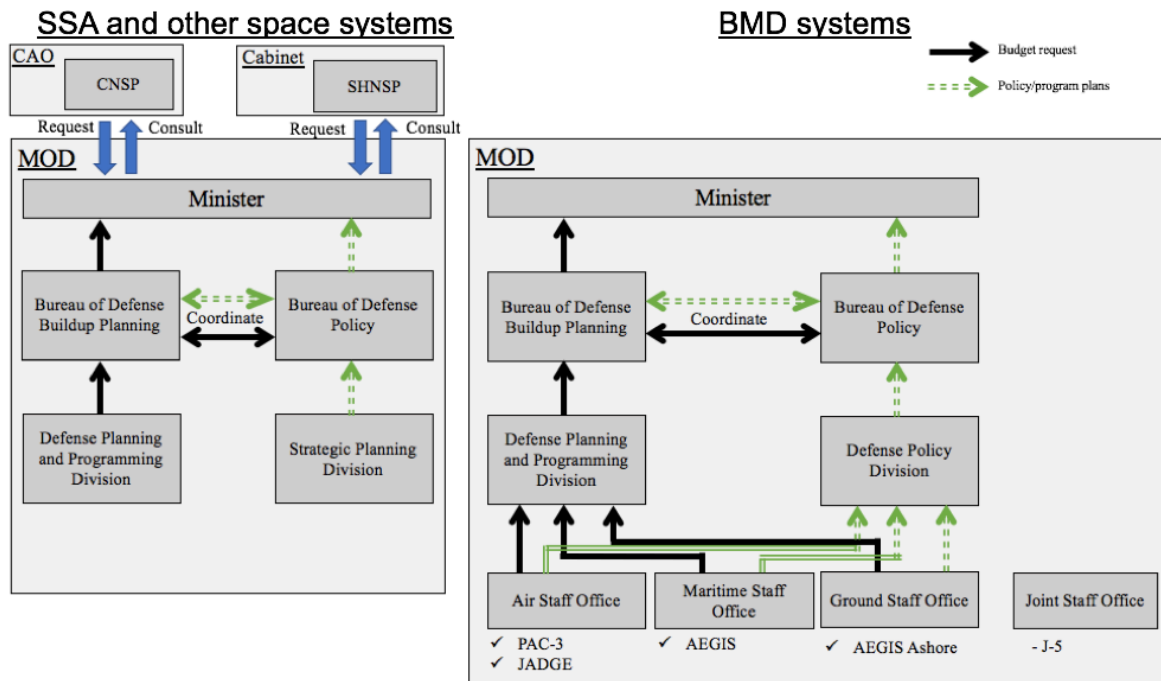 SSA and other space systems
BMD systems
Budget request
Policy/program plans
CAO
CNSP
Cabinet
SHNSP
Request
Consult
Request
Consult
MOD
Minister
Bureau of Defense
Buildup Planning
Coordinate
Bureau of Defense
Policy
Defense Planning
and Programming
Division
Strategic Planning
Division
MOD
Minister
Bureau of Defense
Buildup Planning
Coordinate
Bureau of Defense
Policy
Defense Planning
and Programming
Division
Defense Policy
Division
Air Staff Office
Maritime Staff
Office
Ground Staff Office
Joint Staff Office
✓ PAC-3
✓ JADGE
✓ AEGIS
✓ AEGIS Ashore
- J-5